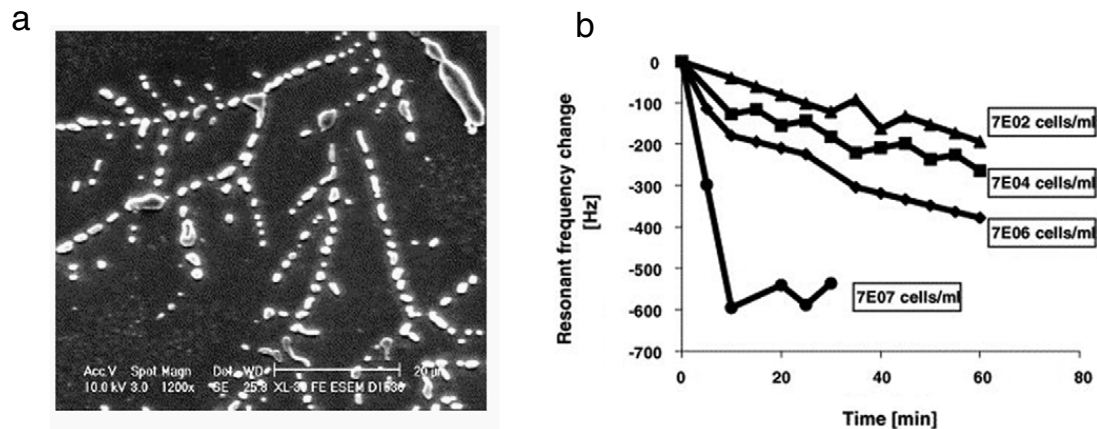 a
Acc.V Spot Magn Det WD
10.0 kV 3.0 1200x SE 25.8 XL-30 FE ESEM
20 µm
b
Resonant frequency change
[Hz]
0
-100
-200
-300
-400
-500
-600
-700
7E02 cells/ml
7E04 cells/ml
7E06 cells/ml
7E07 cells/ml
0 20 40 60 80
Time [min]